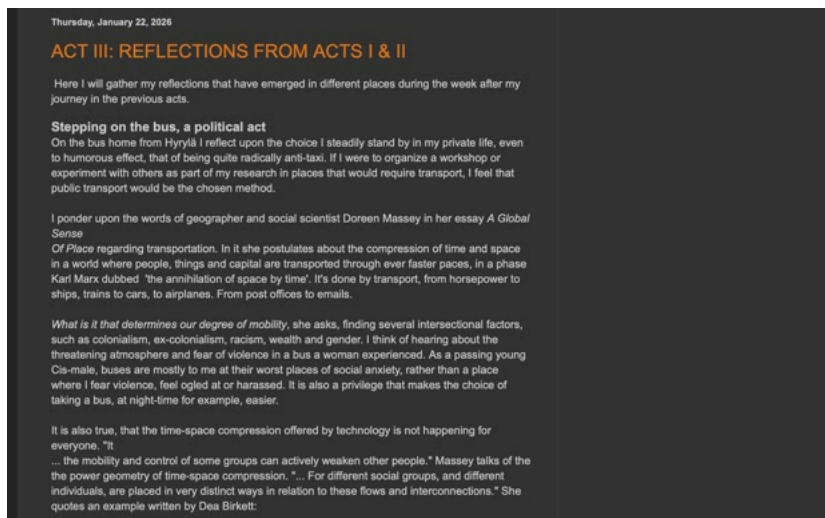 Thursday, January 22, 2026
ACT III: REFLECTIONS FROM ACTS I & II
Here I will gather my reflections that have emerged in different places during the week after my
journey in the previous acts.
Stepping on the bus, a political act
On the bus home from Hyrylä I reflect upon the choice I steadily stand by in my private life, even
to humorous effect, that of being quite radically anti-taxi. If I were to organize a workshop or
experiment with others as part of my research in places that would require transport, I feel that
public transport would be the chosen method.
I ponder upon the words of geographer and social scientist Doreen Massey in her essay A Global
Sense
Of Place regarding transportation. In it she postulates about the compression of time and space
in a world where people, things and capital are transported through ever faster paces, in a phase
Karl Marx dubbed 'the annihilation of space by time'. It's done by transport, from horsepower to
ships, trains to cars, to airplanes. From post offices to emails.
What is it that determines our degree of mobility, she asks, finding several intersectional factors,
such as colonialism, ex-colonialism, racism, wealth and gender. I think of hearing about the
threatening atmosphere and fear of violence in a bus a woman experienced. As a passing young
Cis-male, buses are mostly to me at their worst places of social anxiety, rather than a place
where I fear violence, feel ogled at or harassed. It is also a privilege that makes the choice of
taking a bus, at night-time for example, easier.
It is also true, that the time-space compression offered by technology is not happening for
everyone. "It
... the mobility and control of some groups can actively weaken other people." Massey talks of the
the power geometry of time-space compression. "... For different social groups, and different
individuals, are placed in very distinct ways in relation to these flows and interconnections." She
quotes an example written by Dea Birkett: